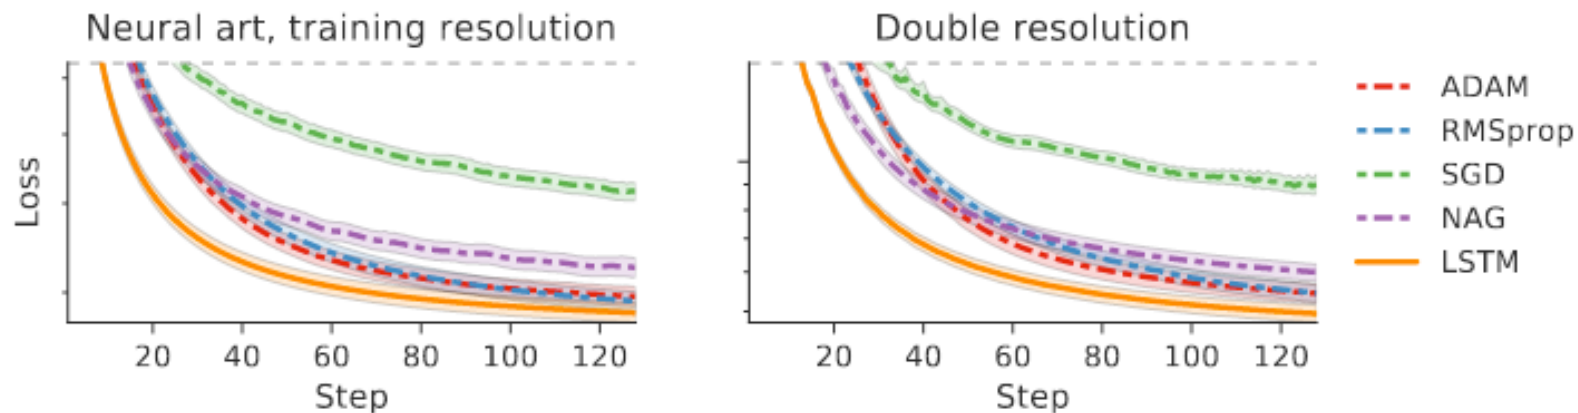 Neural art, training resolution
Double resolution
Loss
20 40 60 80 100 120
Step
20 40 60 80 100 120
Step
ADAM
RMSprop
SGD
NAG
LSTM